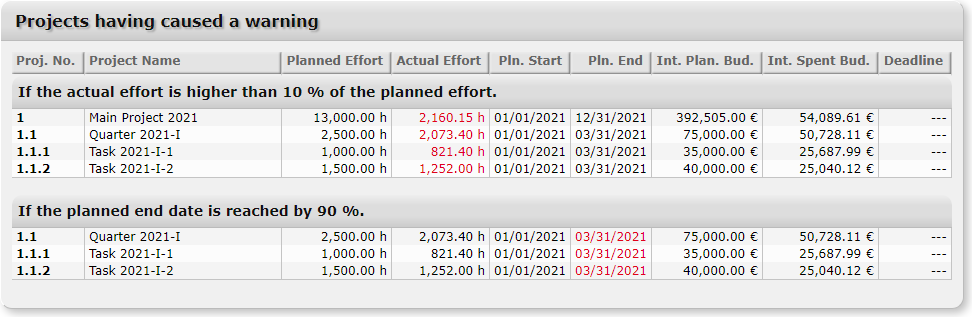 Projects having caused a warning
Proj. No. Project Name Planned Effort Actual Effort Pln. Start Pln. End Int. Plan. Bud. Int. Spent Bud. Deadline
If the actual effort is higher than 10 % of the planned effort.
1 Main Project 2021 13,000.00 h 2,160.15 h 01/01/2021 12/31/2021 392,505.00 € 54,089.61 € ---
1.1 Quarter 2021-I 2,500.00 h 2,073.40 h 01/01/2021 03/31/2021 75,000.00 € 50,728.11 € ---
1.1.1 Task 2021-I-1 1,000.00 h 821.40 h 01/01/2021 03/31/2021 35,000.00 € 25,687.99 € ---
1.1.2 Task 2021-I-2 1,500.00 h 1,252.00 h 01/01/2021 03/31/2021 40,000.00 € 25,040.12 € ---
If the planned end date is reached by 90 %.
1.1 Quarter 2021-I 2,500.00 h 2,073.40 h 01/01/2021 03/31/2021 75,000.00 € 50,728.11 € ---
1.1.1 Task 2021-I-1 1,000.00 h 821.40 h 01/01/2021 03/31/2021 35,000.00 € 25,687.99 € ---
1.1.2 Task 2021-I-2 1,500.00 h 1,252.00 h 01/01/2021 03/31/2021 40,000.00 € 25,040.12 € ---